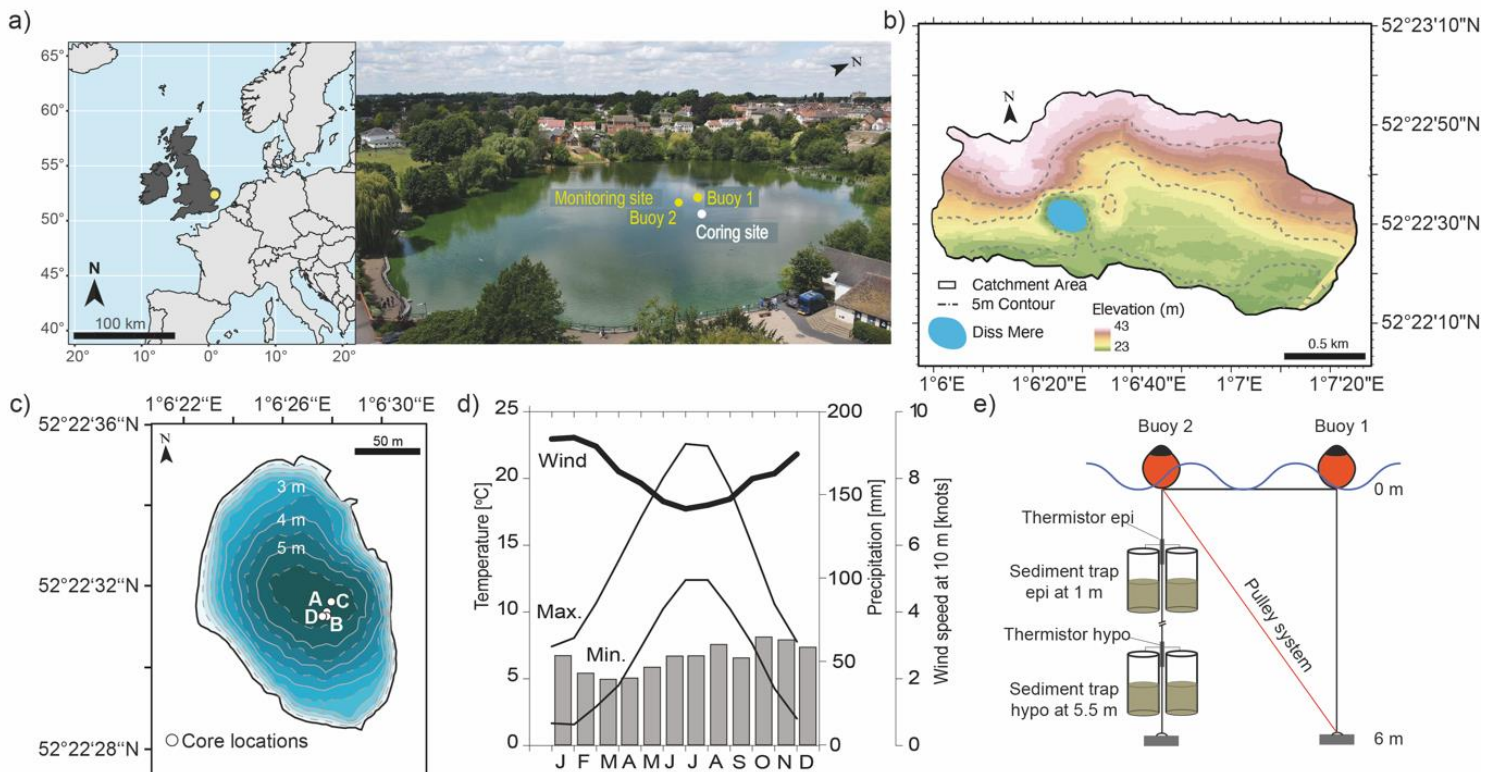 a)
65°
60°
55°
50°
45°
40°
N
100 km
20°
10°
0°
10°
20°
N
Monitoring site
Buoy 1
Buoy 2
Coring site
b)
52°23'10"N
52°22'50"N
52°22'30"N
52°22'10"N
N
Catchment Area
5m Contour
Diss Mere
Elevation (m)
43
23
0.5 km
1°6'E
1°6'20"E
1°6'40"E
1°7'E
1°7'20"E
c)
1°6'22"E
1°6'26"E
1°6'30"E
52°22'36"N
52°22'32"N
52°22'28"N
N
50 m
3 m
4 m
5 m
A
C
D
B
Core locations
d)
25
20
15
10
5
0
Temperature [ºC]
Wind
Max.
Min.
J F M A M J J A S O N D
200
150
100
50
0
Precipitation [mm]
10
8
6
4
2
0
Wind speed at 10 m [knots]
e)
Buoy 2
Buoy 1
0 m
Thermistor epi
Sediment trap
epi at 1 m
Thermistor hypo
Sediment trap
hypo at 5.5 m
Pulley system
6 m